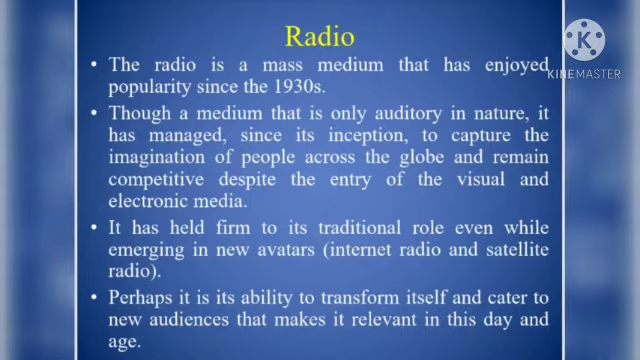 Radio
• The radio is a mass medium that has enjoyed
popularity since the 1930s.
• Though a medium that is only auditory in nature, it
has managed, since its inception, to capture the
imagination of people across the globe and remain
competitive despite the entry of the visual and
electronic media.
• It has held firm to its traditional role even while
emerging in new avatars (internet radio and satellite
radio).
• Perhaps it is its ability to transform itself and cater to
new audiences that makes it relevant in this day and
age.
K
KINEMASTER